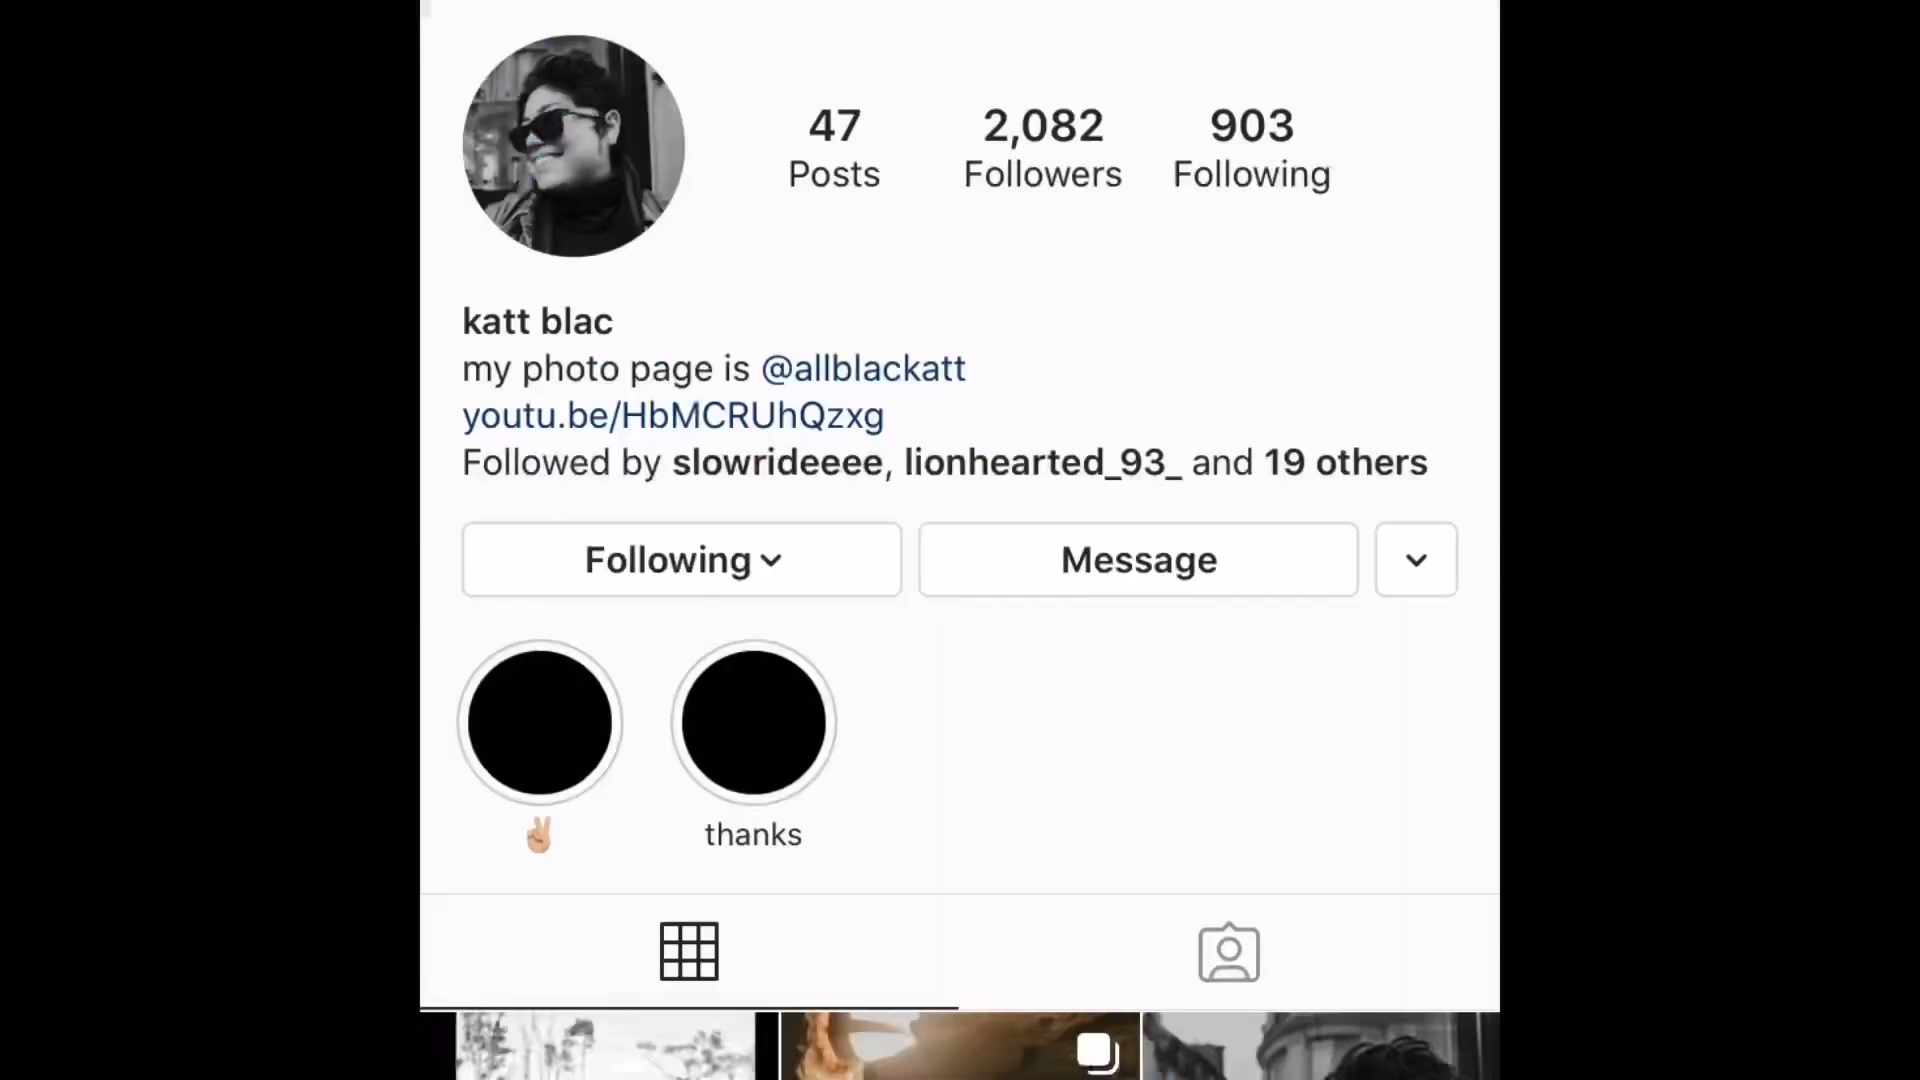 47 2,082 903
Posts Followers Following
katt blac
my photo page is @allblackatt
youtu.be/HbMCRUhQzxg
Followed by slowrideeee, lionhearted_93_ and 19 others
Following Message
✌🏼 thanks